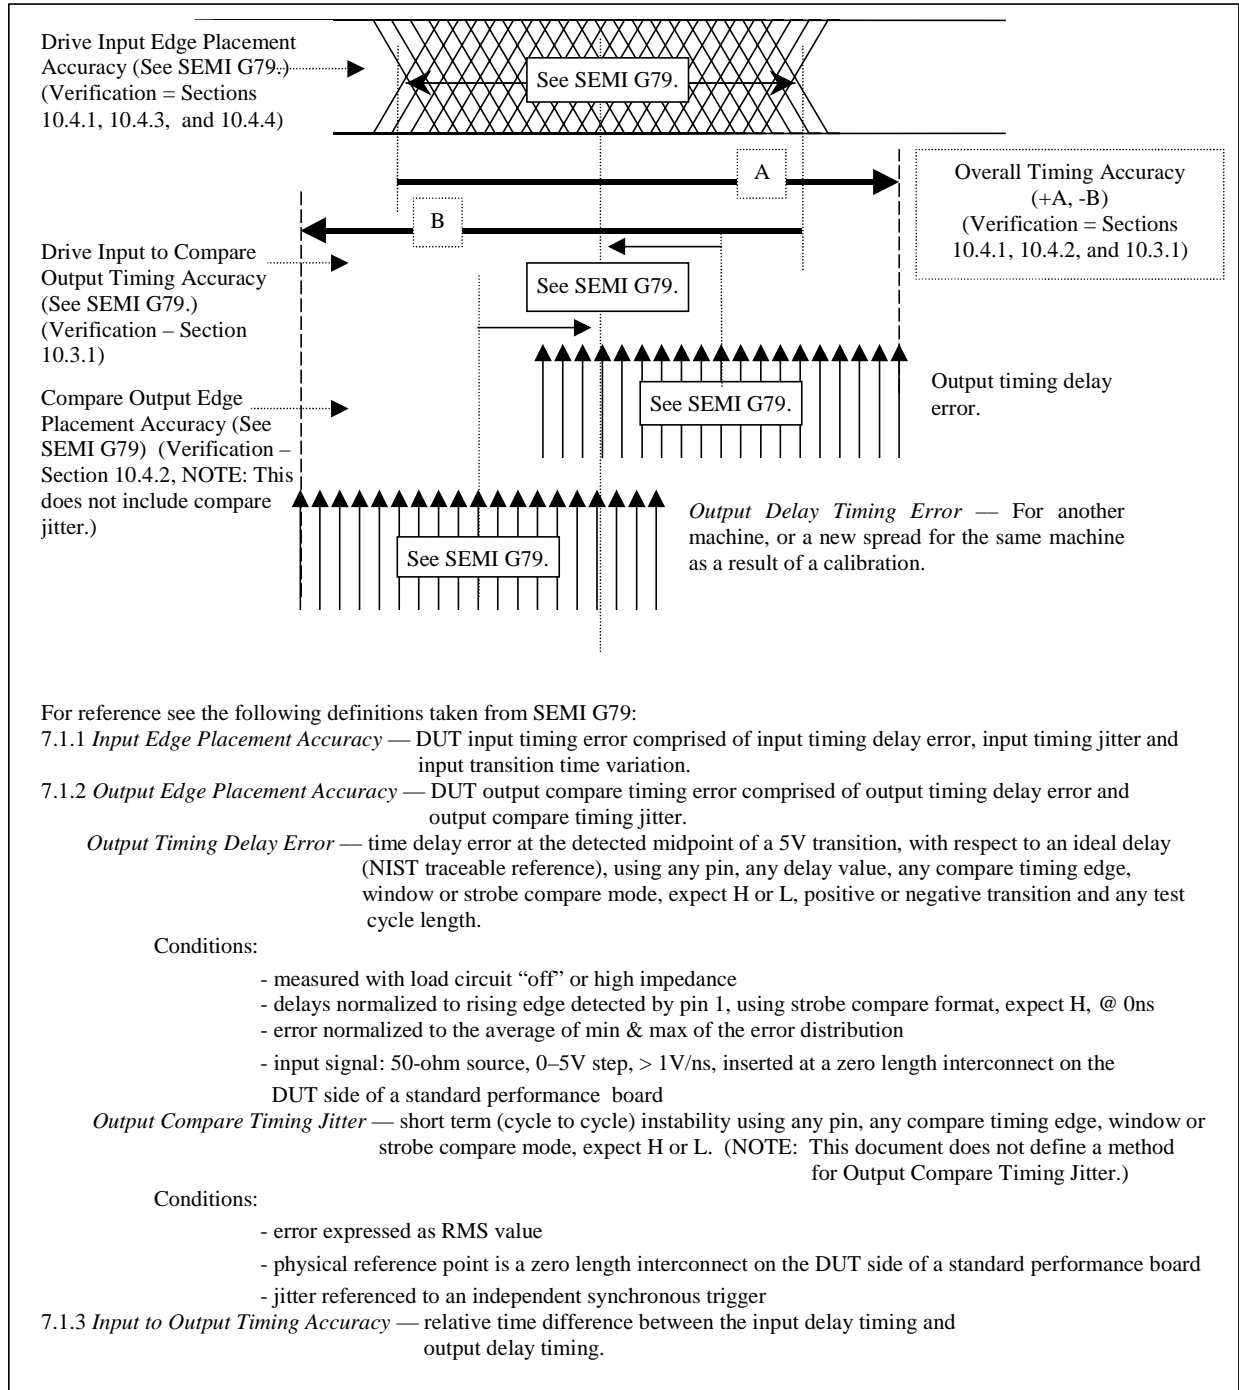 Drive Input Edge Placement
Accuracy (See SEMI G79.)
(Verification = Sections
10.4.1, 10.4.3, and 10.4.4)
See SEMI G79.
A
Overall Timing Accuracy
(+A, -B)
(Verification = Sections
10.4.1, 10.4.2, and 10.3.1)
B
Drive Input to Compare
Output Timing Accuracy
(See SEMI G79.)
(Verification – Section
10.3.1)
See SEMI G79.
Output timing delay
error.
See SEMI G79.
Compare Output Edge
Placement Accuracy (See
SEMI G79) (Verification –
Section 10.4.2, NOTE: This
does not include compare
jitter.)
See SEMI G79.
Output Delay Timing Error — For another
machine, or a new spread for the same machine
as a result of a calibration.
For reference see the following definitions taken from SEMI G79:
7.1.1 Input Edge Placement Accuracy — DUT input timing error comprised of input timing delay error, input timing jitter and
input transition time variation.
7.1.2 Output Edge Placement Accuracy — DUT output compare timing error comprised of output timing delay error and
output compare timing jitter.
Output Timing Delay Error — time delay error at the detected midpoint of a 5V transition, with respect to an ideal delay
(NIST traceable reference), using any pin, any delay value, any compare timing edge,
window or strobe compare mode, expect H or L, positive or negative transition and any test
cycle length.
Conditions:
- measured with load circuit “off” or high impedance
- delays normalized to rising edge detected by pin 1, using strobe compare format, expect H, @ 0ns
- error normalized to the average of min & max of the error distribution
- input signal: 50-ohm source, 0–5V step, > 1V/ns, inserted at a zero length interconnect on the
DUT side of a standard performance board
Output Compare Timing Jitter — short term (cycle to cycle) instability using any pin, any compare timing edge, window or
strobe compare mode, expect H or L. (NOTE: This document does not define a method
for Output Compare Timing Jitter.)
Conditions:
- error expressed as RMS value
- physical reference point is a zero length interconnect on the DUT side of a standard performance board
- jitter referenced to an independent synchronous trigger
7.1.3 Input to Output Timing Accuracy — relative time difference between the input delay timing and
output delay timing.